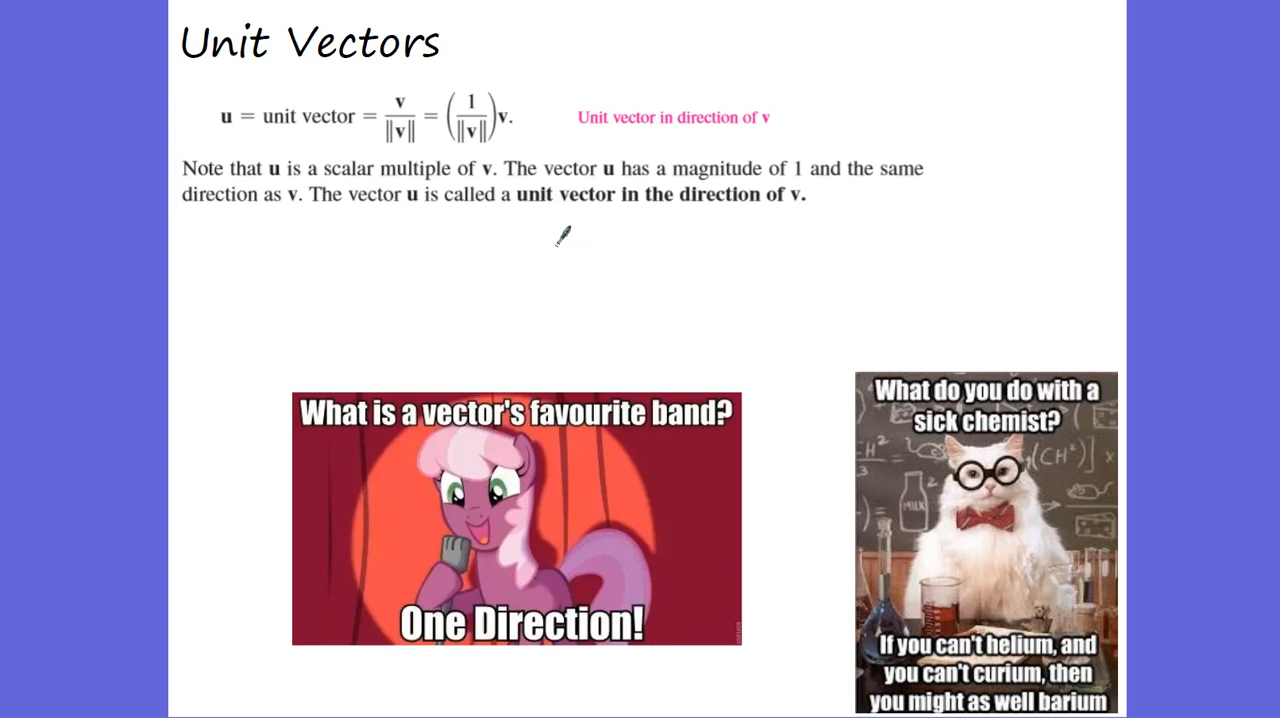 Unit Vectors
u = unit vector = v/‖v‖ = (1/‖v‖)v.
Unit vector in direction of v
Note that u is a scalar multiple of v. The vector u has a magnitude of 1 and the same
direction as v. The vector u is called a unit vector in the direction of v.
What is a vector's favourite band?
One Direction!
What do you do with a
sick chemist?
MILK
If you can't helium, and
you can't curium, then
you might as well barium